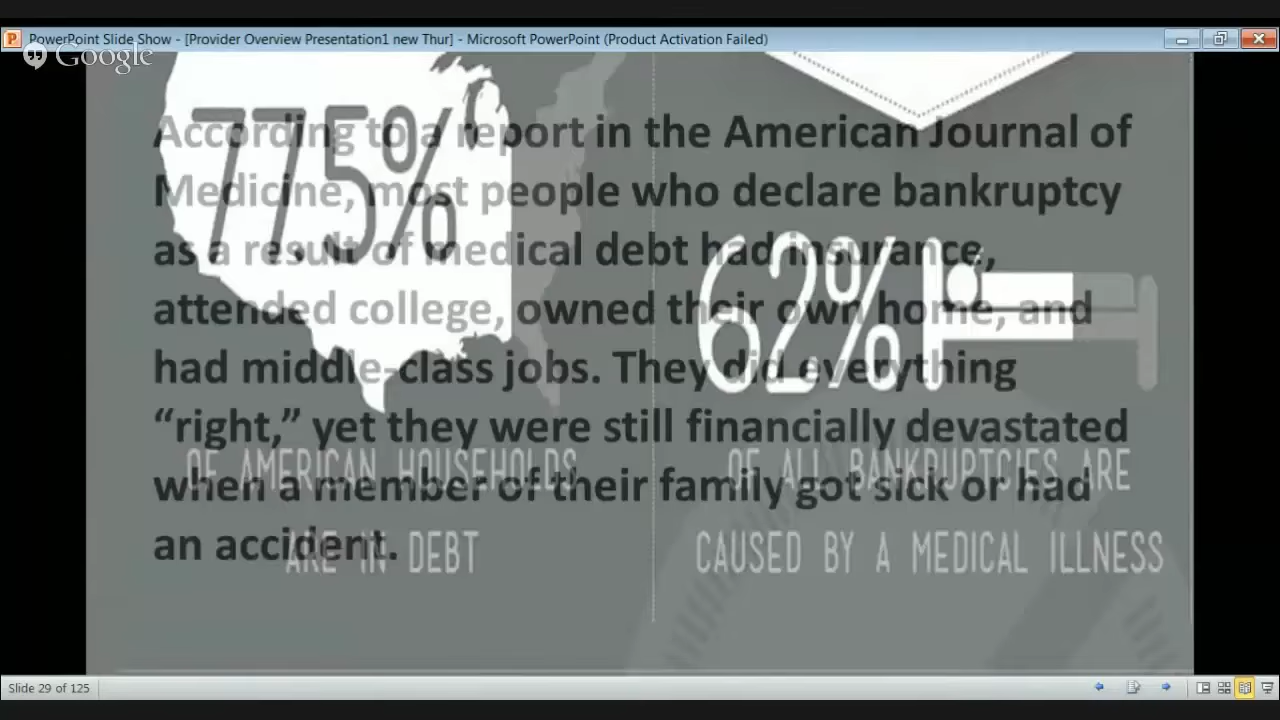 PowerPoint Slide Show - [Provider Overview Presentation1 new Thur] - Microsoft PowerPoint (Product Activation Failed)
Google
According to a report in the American Journal of
Medicine, most people who declare bankruptcy
as a result of medical debt had insurance,
attended college, owned their own home, and
had middle-class jobs. They did everything
“right,” yet they were still financially devastated
when a member of their family got sick or had
an accident.
77.5%
OF AMERICAN HOUSEHOLDS
ARE IN DEBT
62%
OF ALL BANKRUPTCIES ARE
CAUSED BY A MEDICAL ILLNESS
Slide 29 of 125